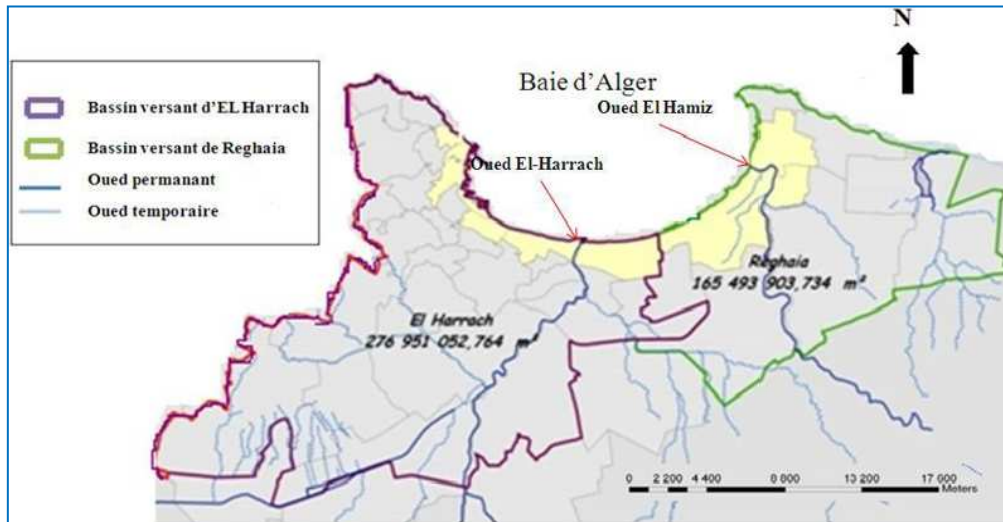 N
Baie d'Alger
Oued El Hamiz
Bassin versant d'EL Harrach
Bassin versant de Reghaia
Oued permanant
Oued temporaire
Oued El-Harrach
Reghaia
165 493 903,734 m²
El Harrach
276 951 052,764 m²
0 2 200 4 400 8 800 13 200 17 600
Meters